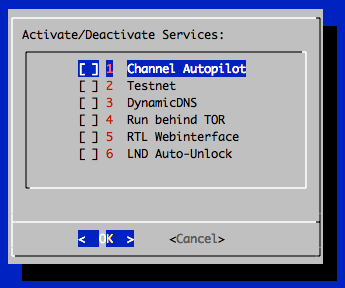 Activate/Deactivate Services:
[ ] 1 Channel Autopilot
[ ] 2 Testnet
[ ] 3 DynamicDNS
[ ] 4 Run behind TOR
[ ] 5 RTL Webinterface
[ ] 6 LND Auto-Unlock
< OK > <Cancel>